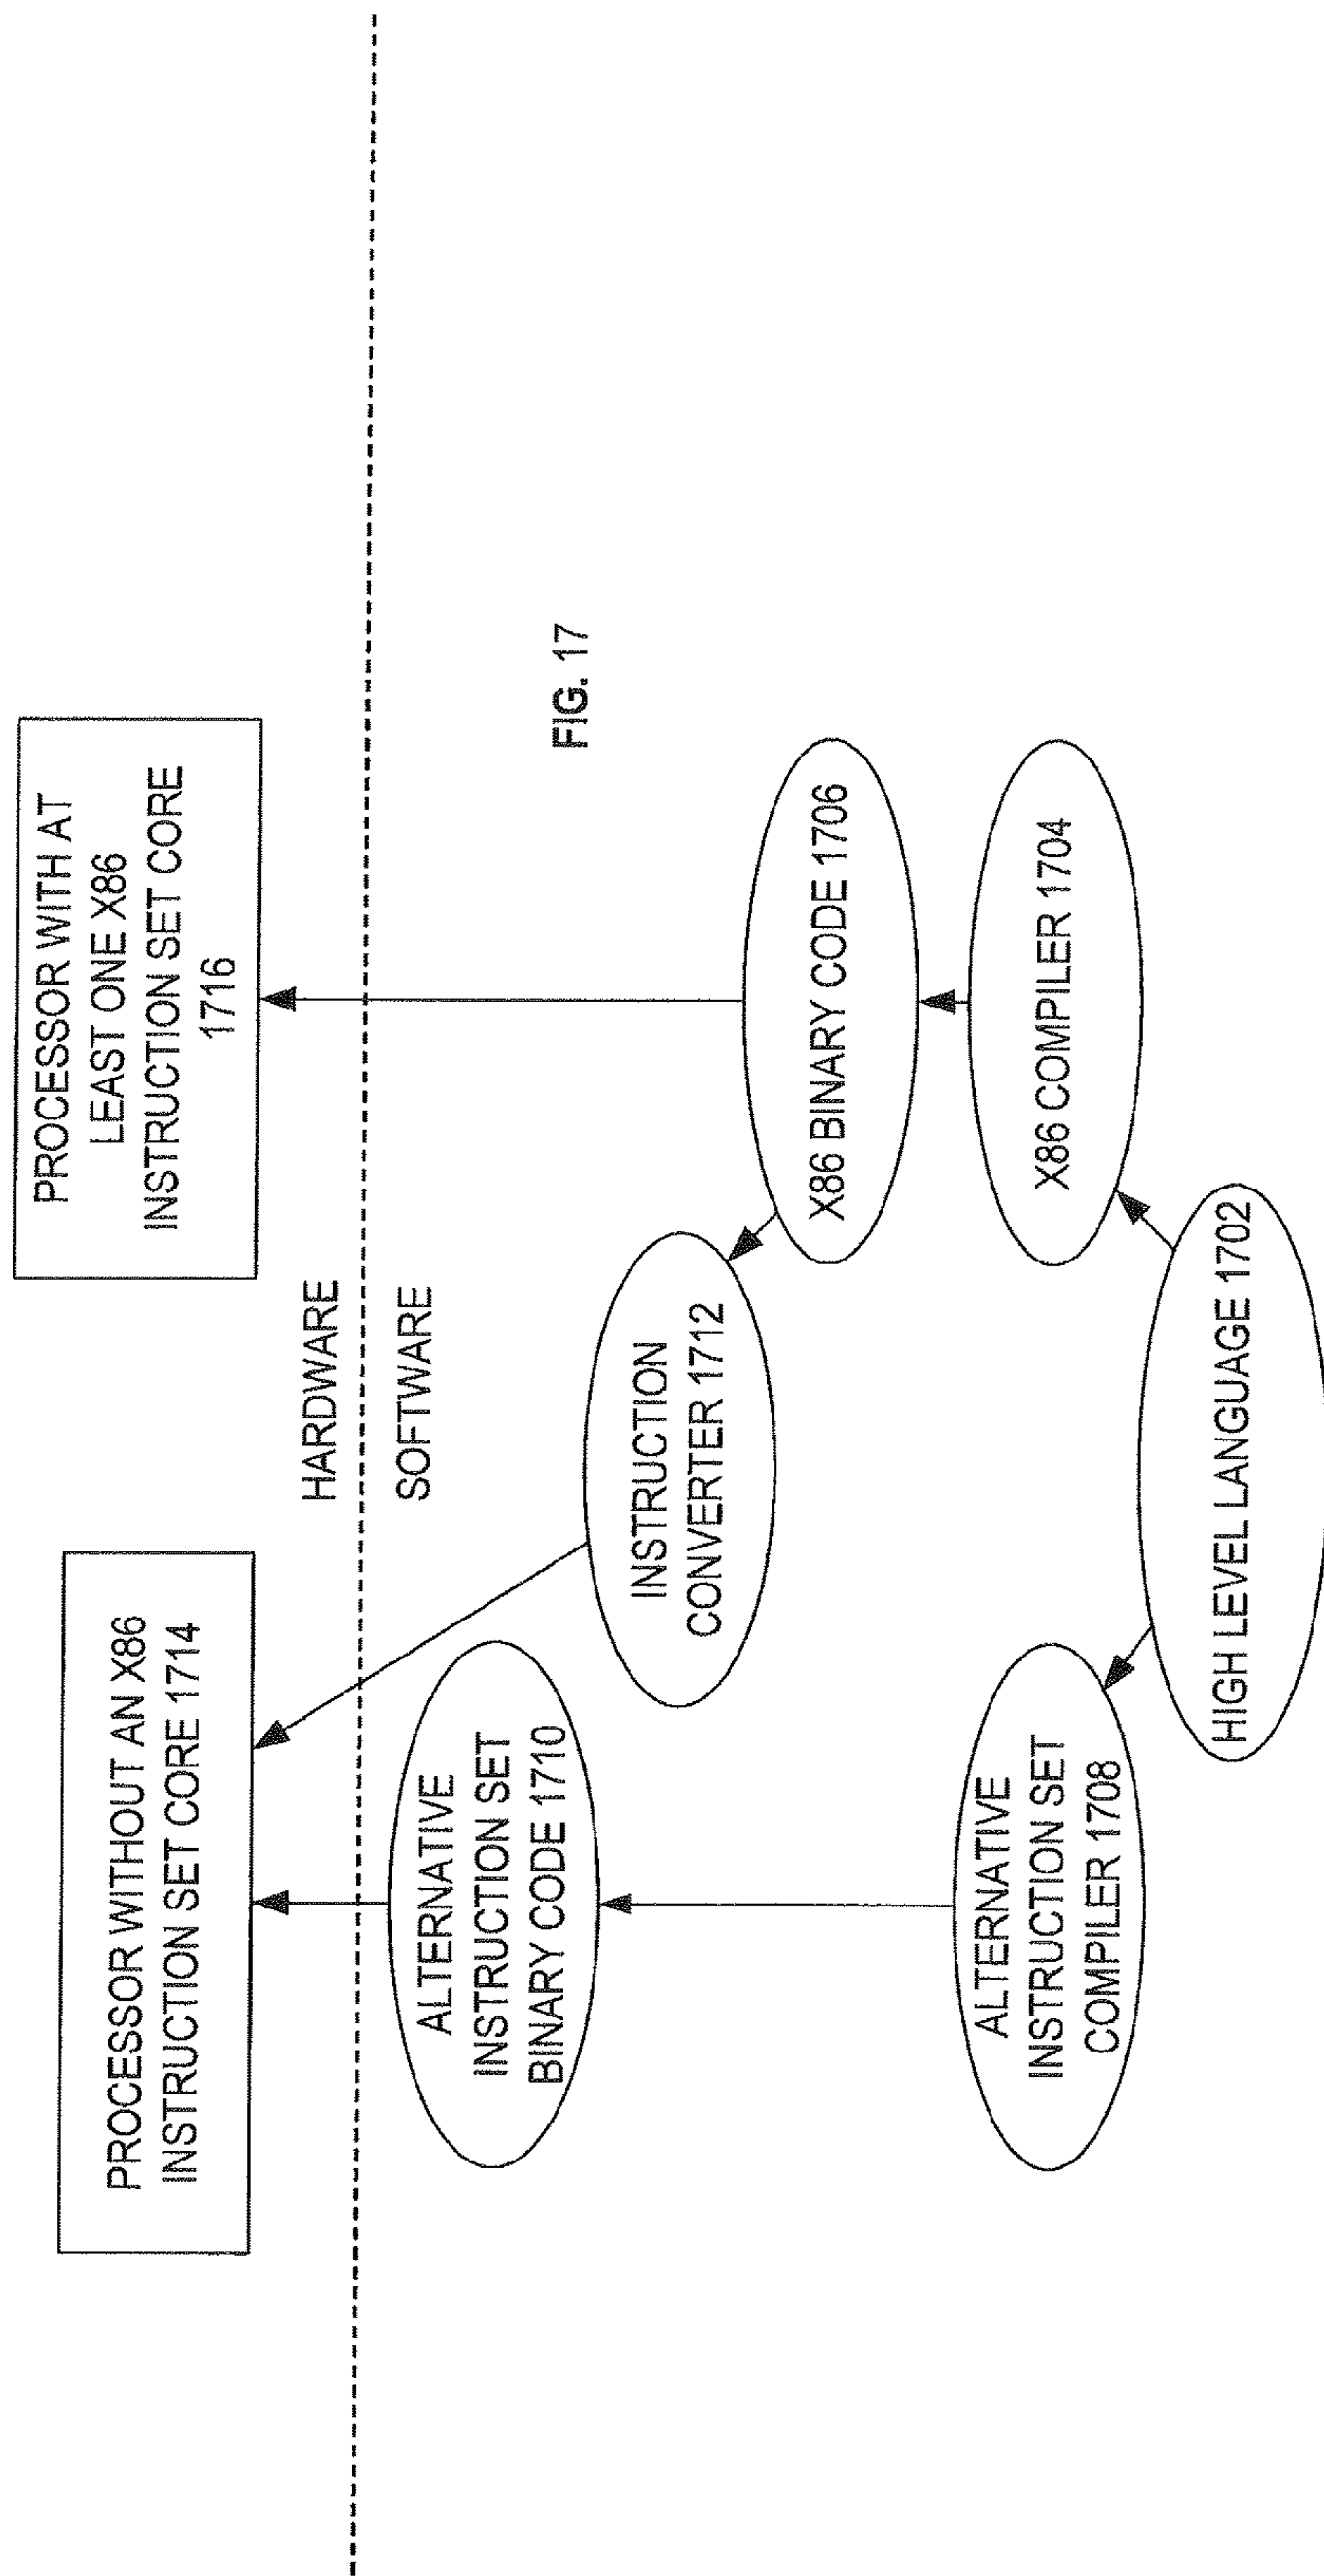 PROCESSOR WITHOUT AN X86
INSTRUCTION SET CORE 1714
PROCESSOR WITH AT
LEAST ONE X86
INSTRUCTION SET CORE
1716
HARDWARE
SOFTWARE
ALTERNATIVE
INSTRUCTION SET
BINARY CODE 1710
INSTRUCTION
CONVERTER 1712
FIG. 17
X86 BINARY CODE 1706
ALTERNATIVE
INSTRUCTION SET
COMPILER 1708
X86 COMPILER 1704
HIGH LEVEL LANGUAGE 1702